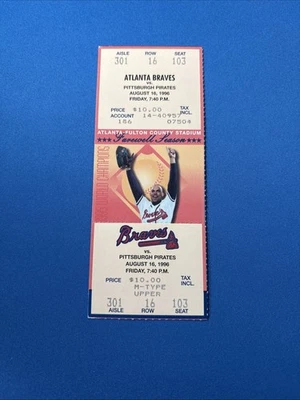 AISLE ROW SEAT
301 16 103
ATLANTA BRAVES
vs.
PITTSBURGH PIRATES
AUGUST 16, 1996
FRIDAY, 7:40 P.M.
PRICE $10.00 TAX INCL.
ACCOUNT 14-40957
186 07504
ATLANTA-FULTON COUNTY STADIUM
Farewell Season
CHAMPIONS
Braves
Braves
vs.
PITTSBURGH PIRATES
AUGUST 16, 1996
FRIDAY, 7:40 P.M.
PRICE $10.00 TAX INCL.
M-TYPE
UPPER
301 16 103
AISLE ROW SEAT